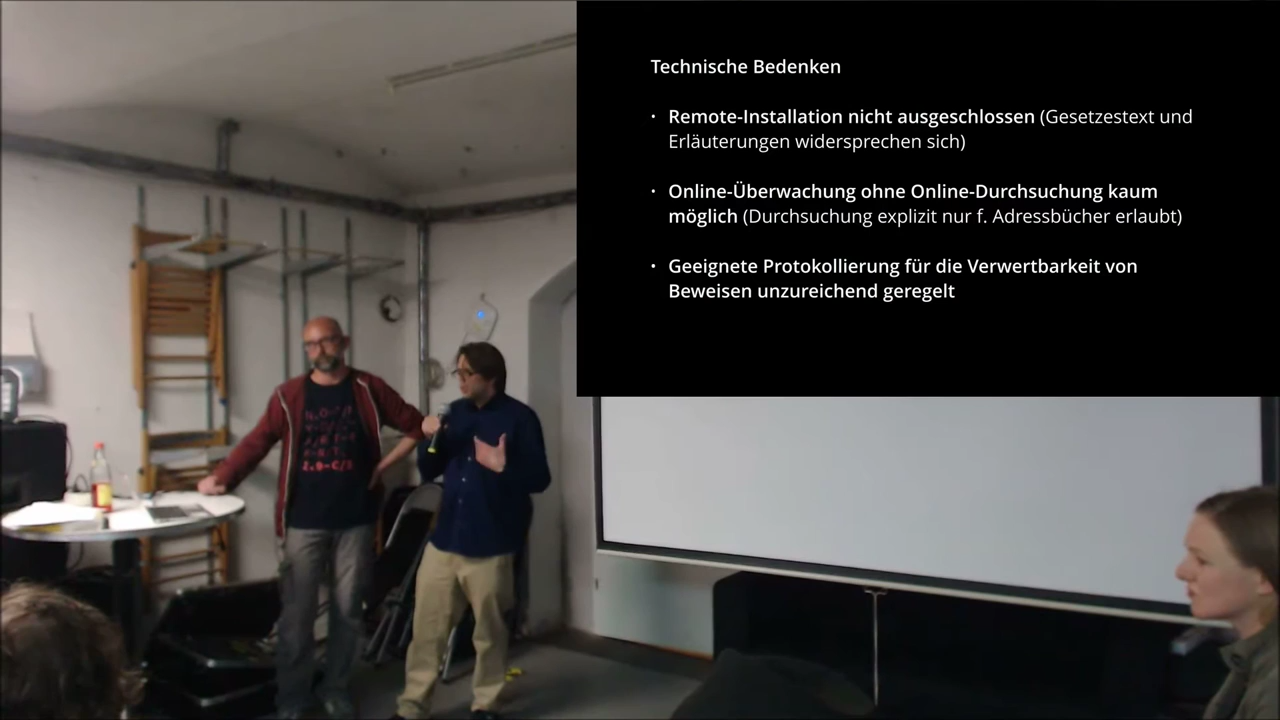 Technische Bedenken
• Remote-Installation nicht ausgeschlossen (Gesetzestext und
Erläuterungen widersprechen sich)
• Online-Überwachung ohne Online-Durchsuchung kaum
möglich (Durchsuchung explizit nur f. Adressbücher erlaubt)
• Geeignete Protokollierung für die Verwertbarkeit von
Beweisen unzureichend geregelt